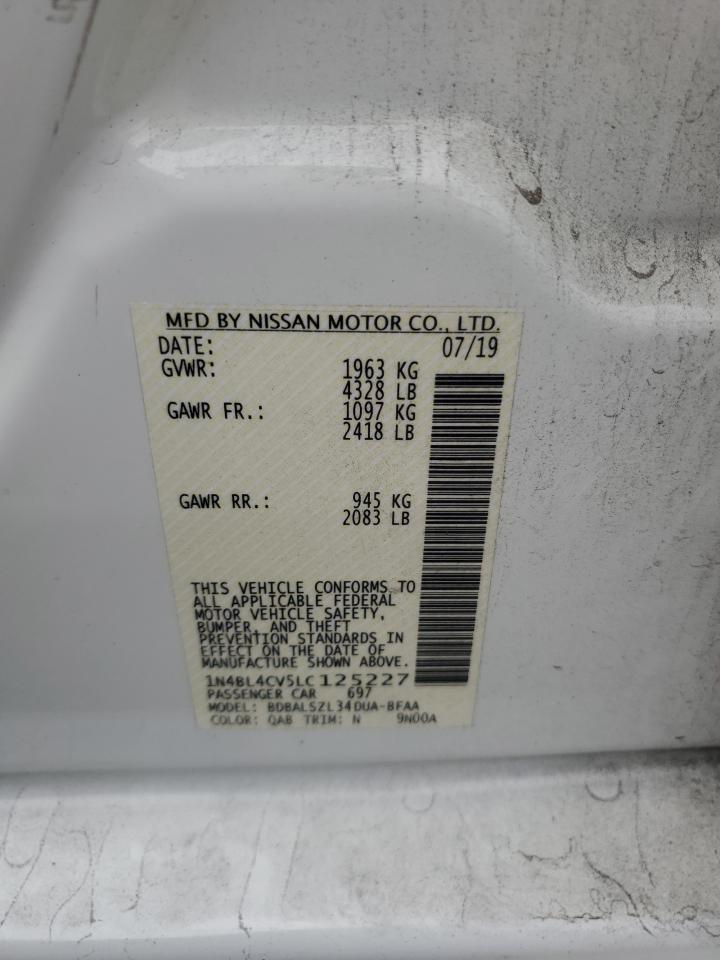 MFD BY NISSAN MOTOR CO., LTD.
DATE: 07/19
GVWR: 1963 KG
4328 LB
GAWR FR.: 1097 KG
2418 LB
GAWR RR.: 945 KG
2083 LB
THIS VEHICLE CONFORMS TO
ALL APPLICABLE FEDERAL
MOTOR VEHICLE SAFETY,
BUMPER, AND THEFT
PREVENTION STANDARDS IN
EFFECT ON THE DATE OF
MANUFACTURE SHOWN ABOVE.
1N4BL4CV5LC125227
PASSENGER CAR 697
MODEL: BDBALSZL34DUA-BFAA
COLOR: QAB TRIM: N 9N00A